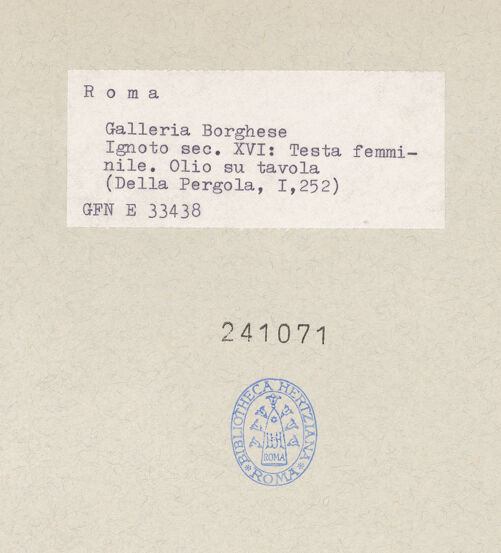 R o m a
Galleria Borghese
Ignoto sec. XVI: Testa femmi-
nile. Olio su tavola
(Della Pergola, I,252)
GFN E 33438
241071
BIBLIOTHECA HERTZIANA
ROMA
ROMA